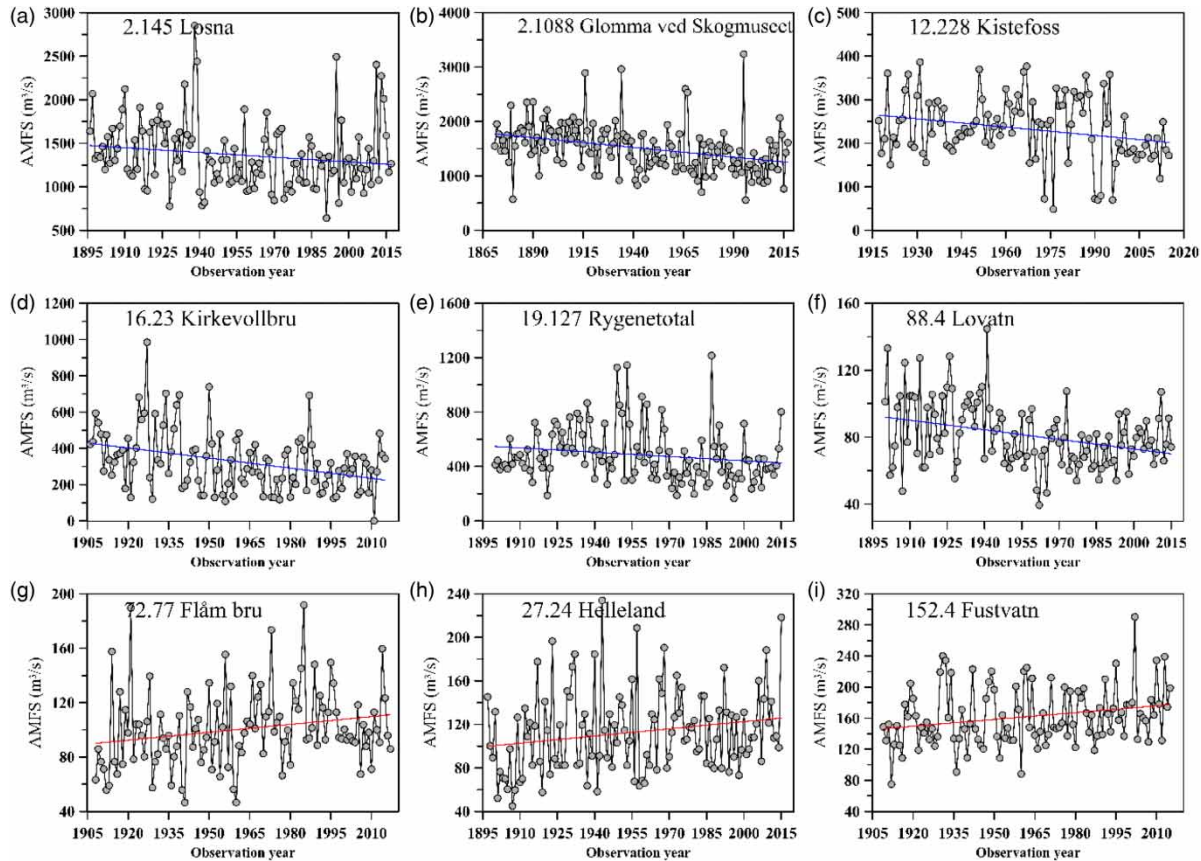 (a)
2.145 Losna
AMFS (m³/s)
3000
2500
2000
1500
1000
500
1895 1910 1925 1940 1955 1970 1985 2000 2015
Observation year
(b)
2.1088 Glomma ved Skogmuseet
AMFS (m³/s)
4000
3000
2000
1000
0
1870 1890 1910 1930 1950 1970 1990 2015
Observation year
(c)
12.228 Kistefoss
AMFS (m³/s)
500
400
300
200
100
0
1915 1930 1945 1960 1975 1990 2005 2020
Observation year
(d)
16.23 Kirkevollbru
AMFS (m³/s)
1200
1000
800
600
400
200
0
1905 1920 1935 1950 1965 1980 1995 2010
Observation year
(e)
19.127 Rygenetotal
AMFS (m³/s)
1600
1200
800
400
0
1895 1910 1925 1940 1955 1970 1985 2000 2015
Observation year
(f)
88.4 Lovatn
AMFS (m³/s)
160
120
80
40
1895 1910 1925 1940 1955 1970 1985 2000 2015
Observation year
(g)
72.77 Flåm bru
AMFS (m³/s)
200
160
120
80
40
1905 1920 1935 1950 1965 1980 1995 2010
Observation year
(h)
27.24 Helleland
AMFS (m³/s)
240
200
160
120
80
40
1895 1910 1925 1940 1955 1970 1985 2000 2015
Observation year
(i)
152.4 Fustvatn
AMFS (m³/s)
360
320
280
240
200
160
120
80
40
1905 1920 1935 1950 1965 1980 1995 2010
Observation year